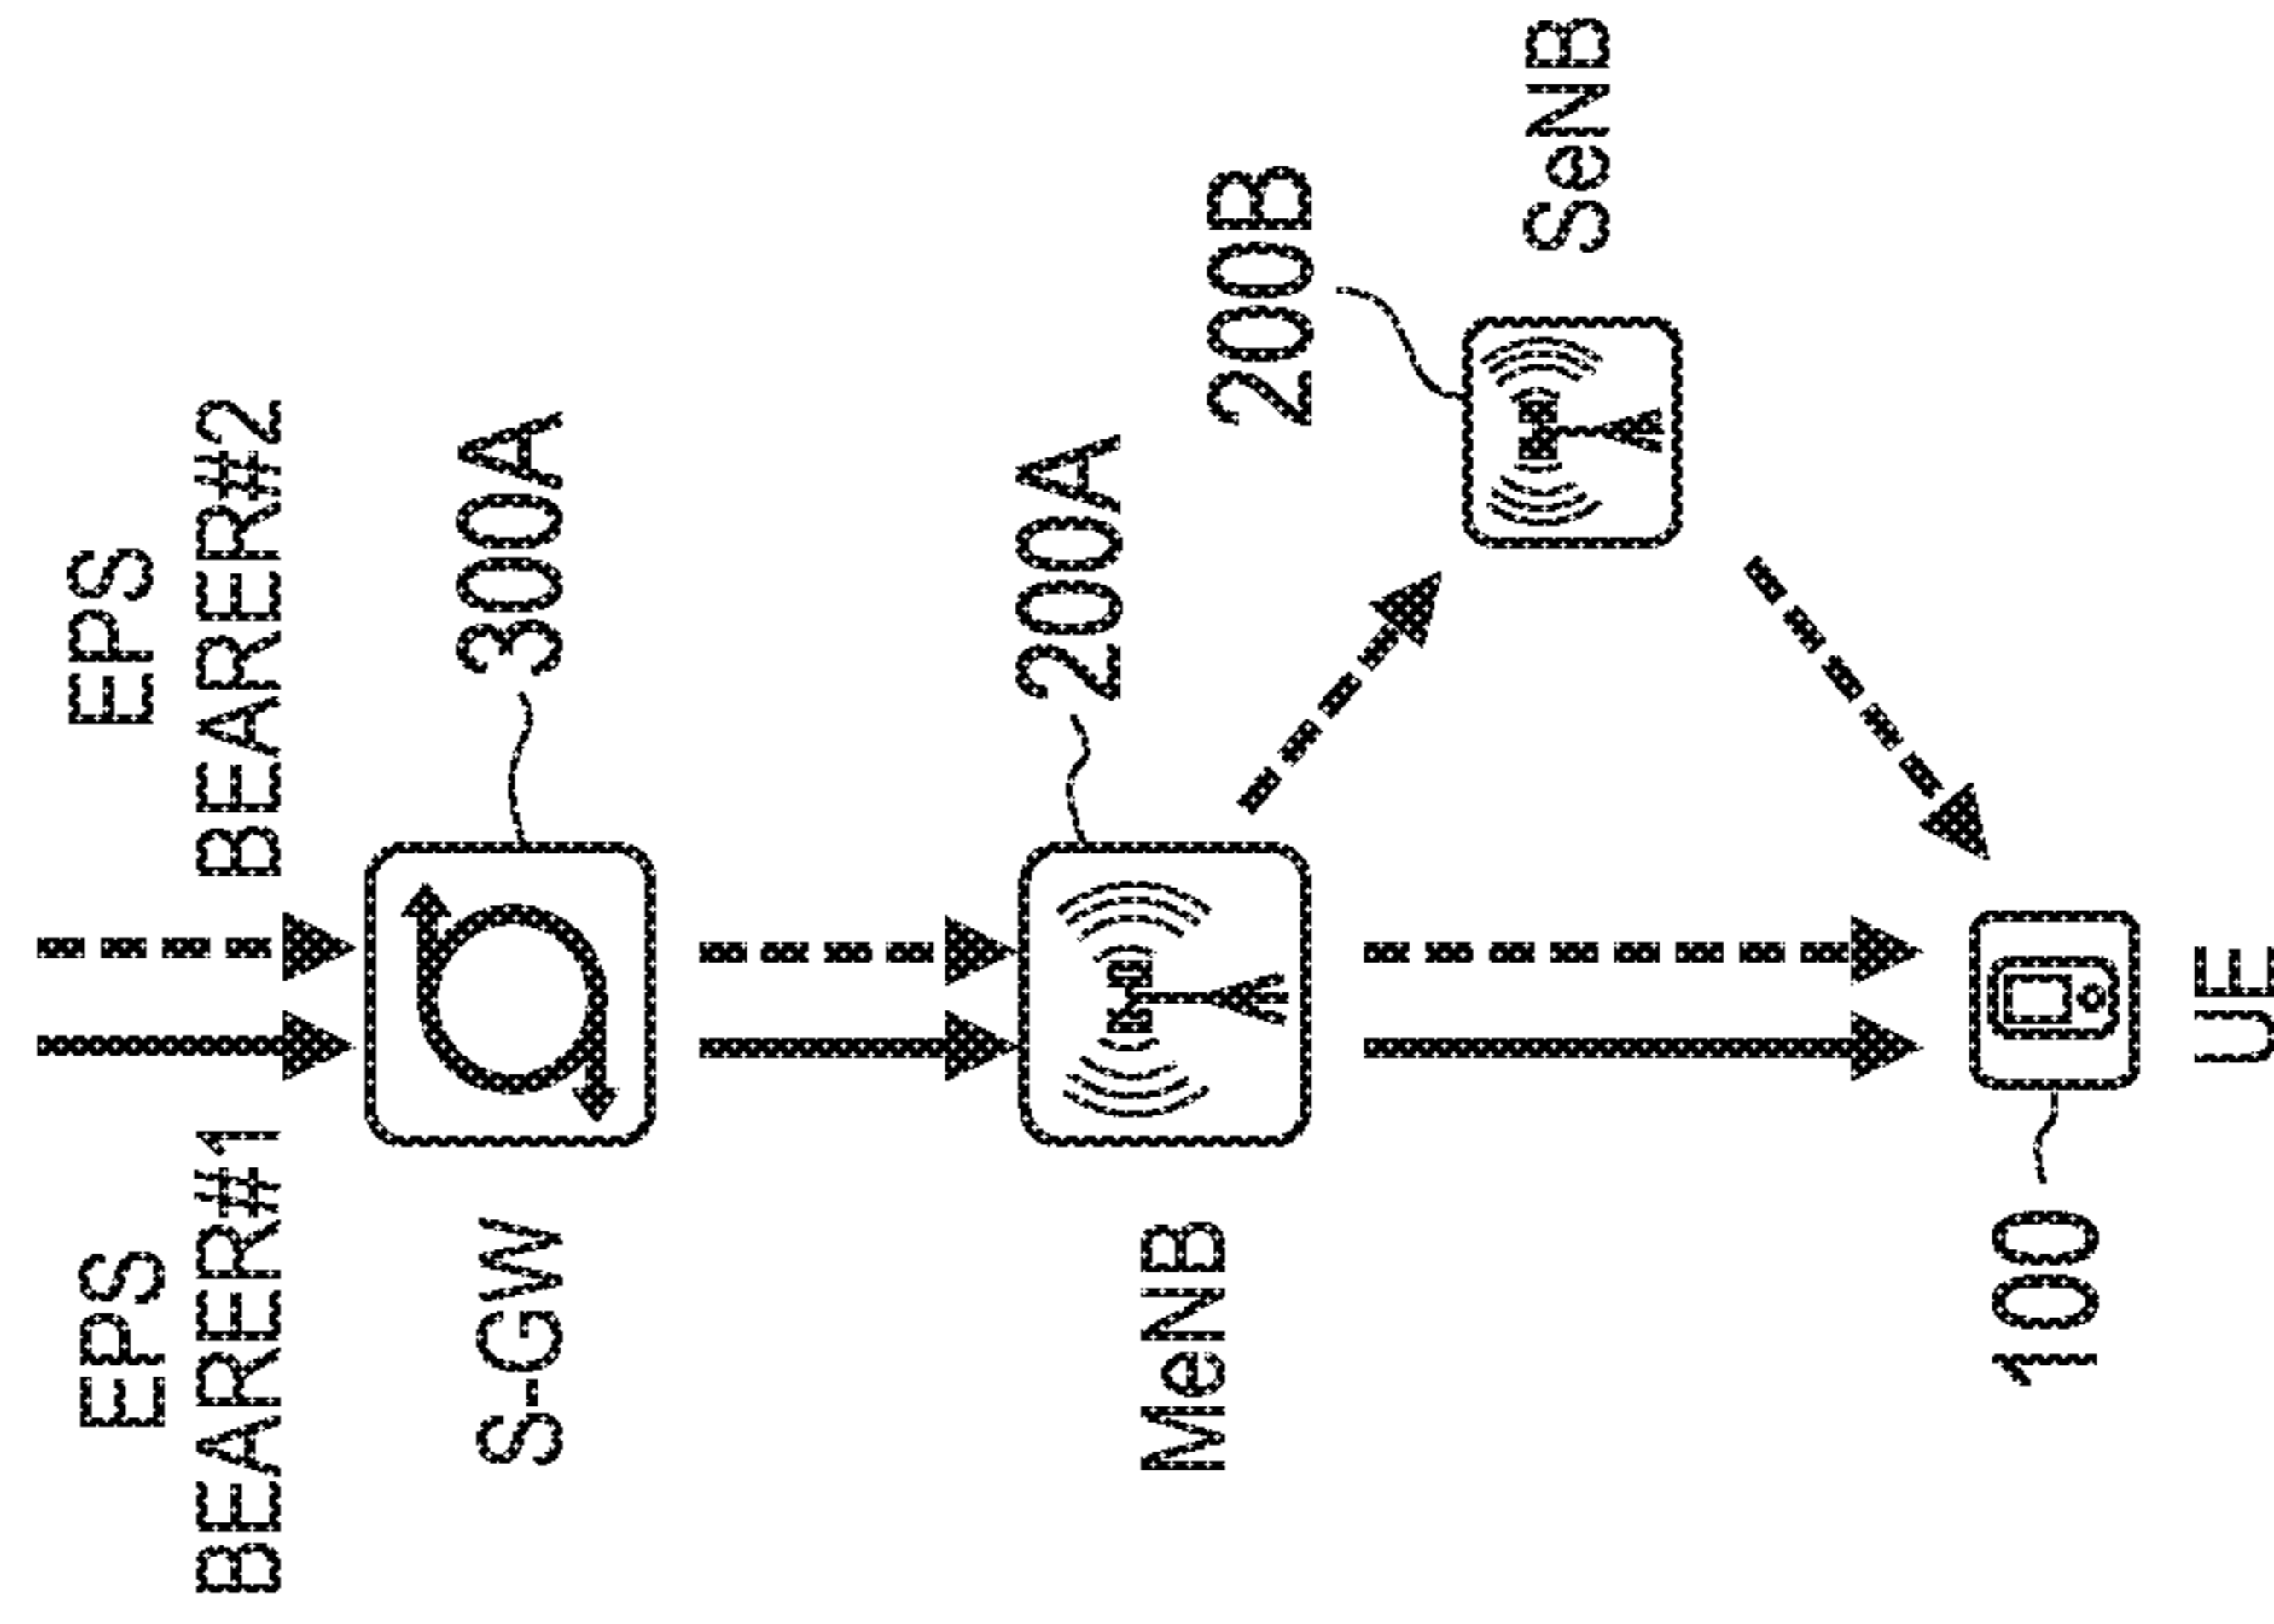 EPS
BEARER#1
EPS
BEARER#2
S-GW
300A
MeNB
200A
200B
SeNB
100
UE